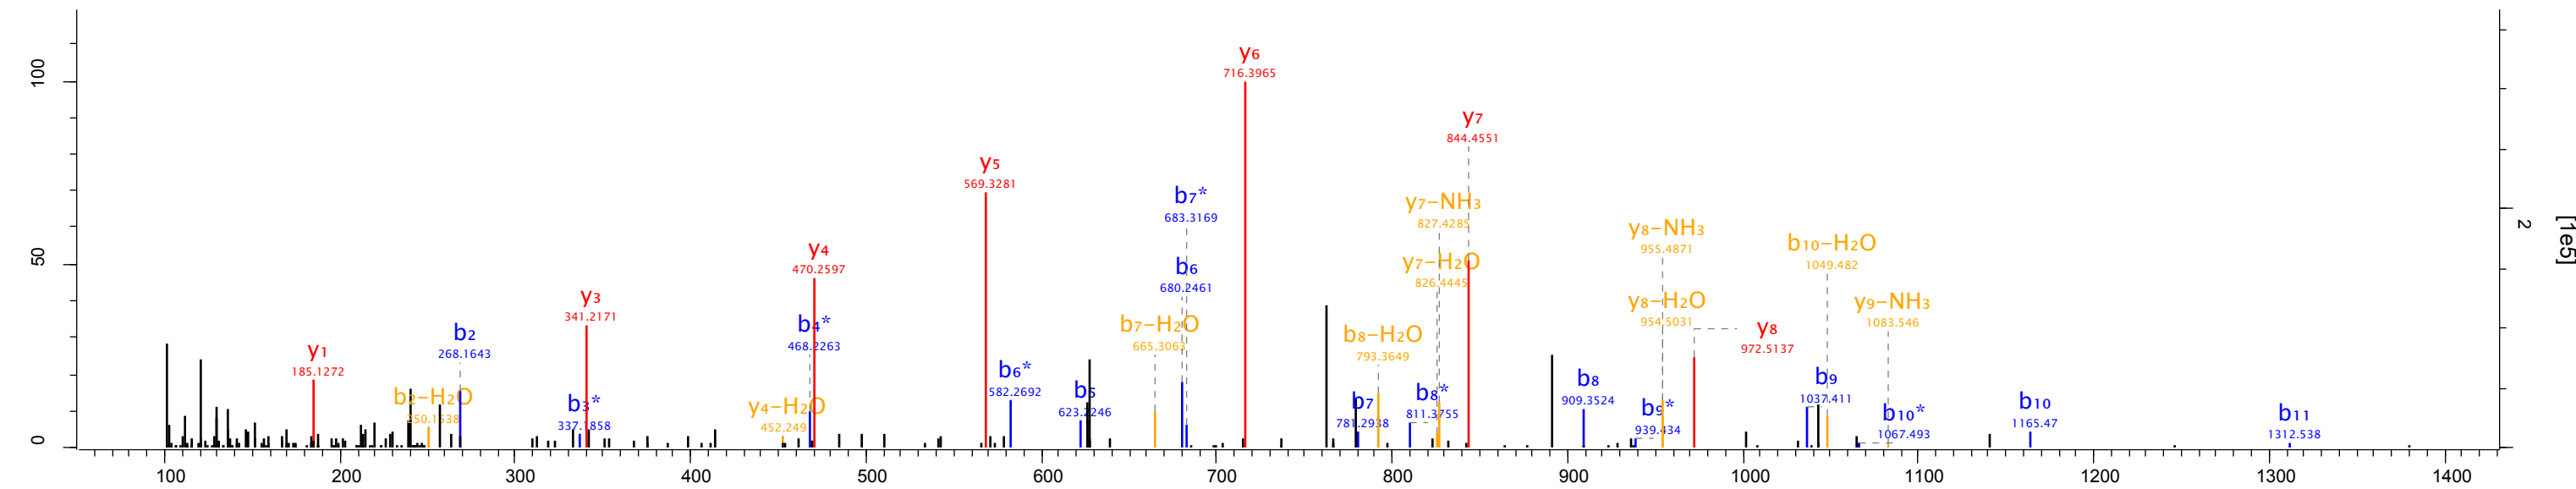 y₆
716.3965
y₇
844.4551
y₅
569.3281
b₇*
683.3169
y₇-NH₃
827.4285
y₈-NH₃
955.4871
y₄
470.2597
b₆
680.2461
y₇-H₂O
826.4445
b₁₀-H₂O
1049.482
y₃
341.2171
y₈-H₂O
954.5031
y₉-NH₃
1083.546
b₂
268.1643
b₄*
468.2263
b₇-H₂O
665.3063
b₈-H₂O
793.3649
y₈
972.5137
y₁
185.1272
b₆*
582.2692
b₈
909.3524
b₉
1037.411
b₂-H₂O
250.1538
b₃*
337.1858
y₄-H₂O
452.249
b₅
623.2246
b₇
781.2938
b₈*
811.3755
b₉*
939.434
b₁₀*
1067.493
b₁₀
1165.47
b₁₁
1312.538
100
50
0
2
[1e5]
100 200 300 400 500 600 700 800 900 1000 1100 1200 1300 1400